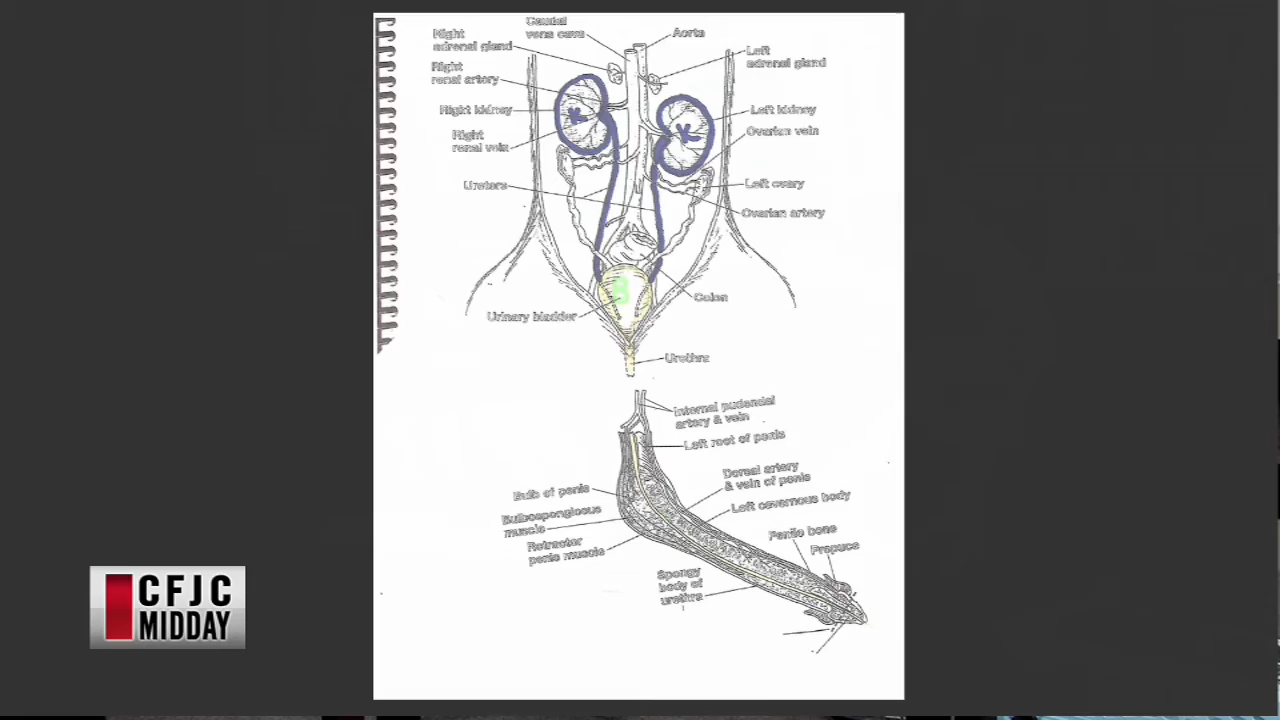 Caudal
vena cava
Aorta
Right
adrenal gland
Left
adrenal gland
Right
renal artery
Right kidney
Left kidney
Right
renal vein
Ovarian vein
K
K
Ureters
Left ovary
Ovarian artery
Colon
Urinary bladder
Urethra
Internal pudendal
artery & vein
Left root of penis
Dorsal artery
& vein of penis
Bulb of penis
Left cavernous body
Bulbospongiosus
muscle
Retractor
penis muscle
Penile bone
Prepuce
Spongy
body of
urethra
CFJC
MIDDAY